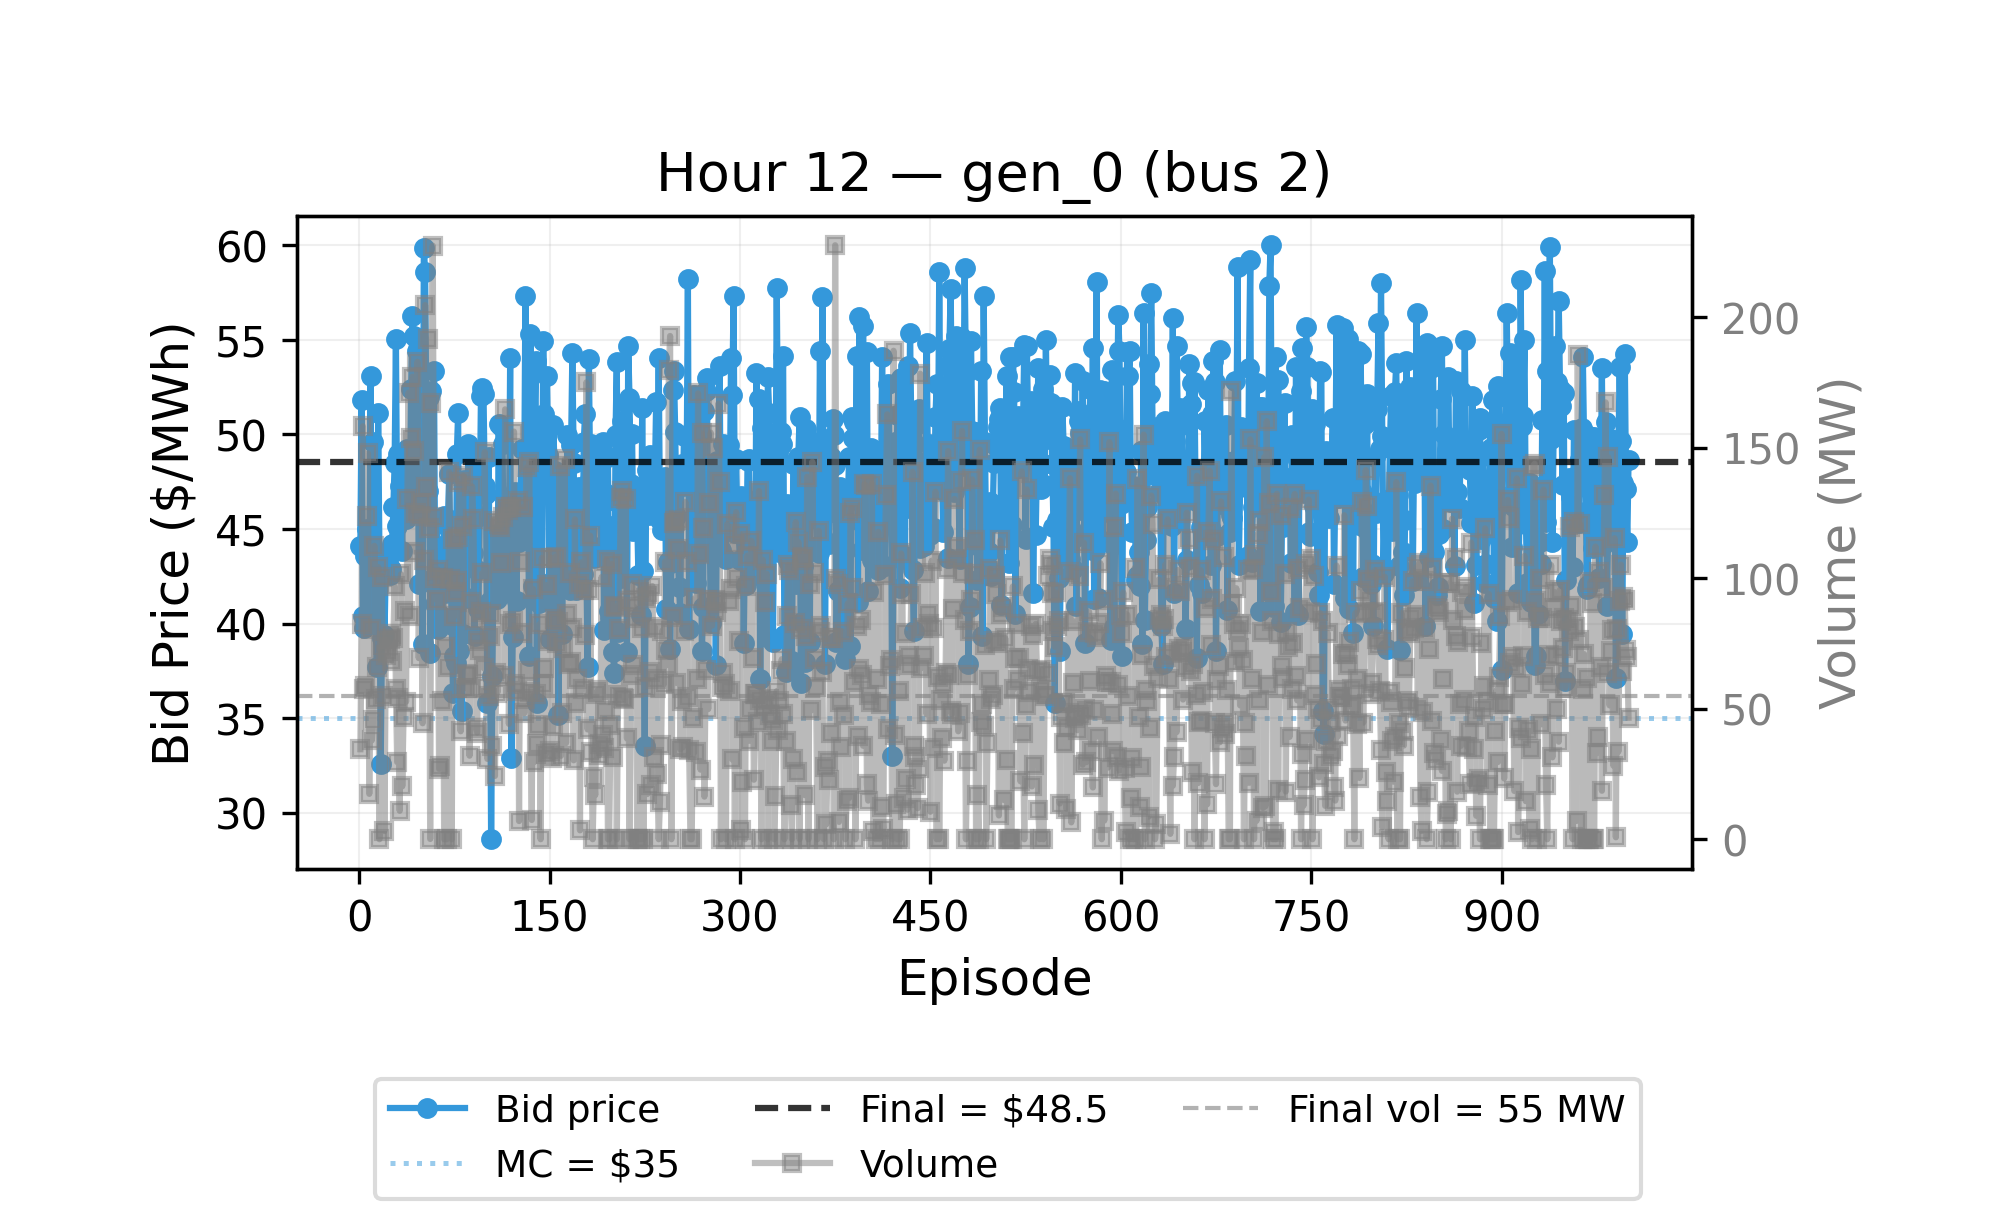 Hour 12 — gen_0 (bus 2)
Bid Price ($/MWh)
60
55
50
45
40
35
30
200
150
100
50
0
Volume (MW)
0 150 300 450 600 750 900
Episode
Bid price
MC = $35
Final = $48.5
Volume
Final vol = 55 MW